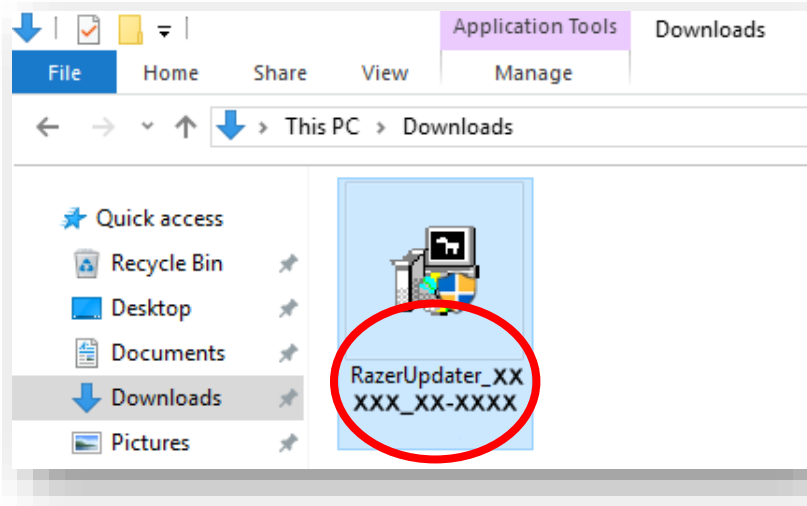 Application Tools Downloads
File Home Share View Manage
This PC > Downloads
Quick access
Recycle Bin
Desktop
Documents
Downloads
Pictures
RazerUpdater_XX
XXX_XX-XXXX